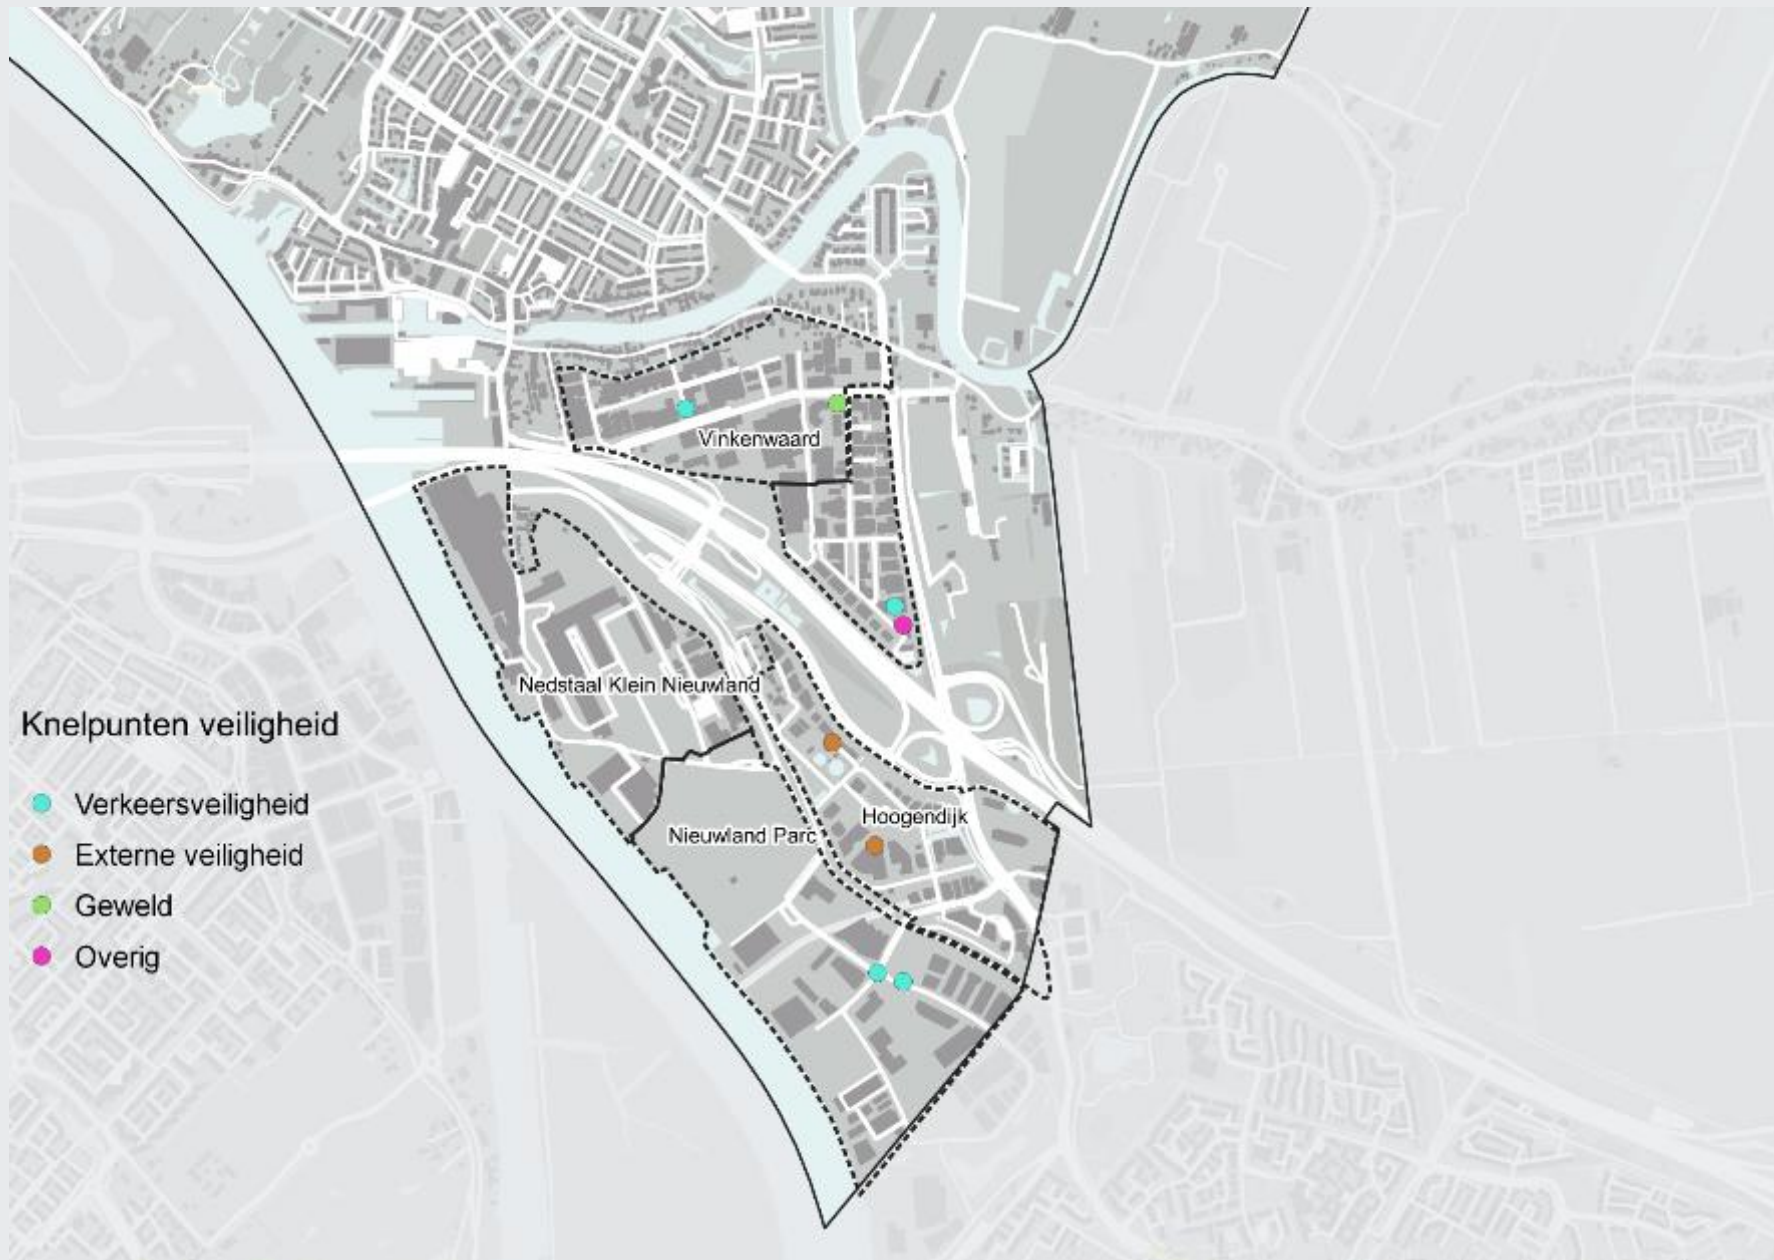 Vinkenwaard
Nedstaal Klein Nieuwland
Hoogendijk
Nieuwland Parc
Knelpunten veiligheid
Verkeersveiligheid
Externe veiligheid
Geweld
Overig